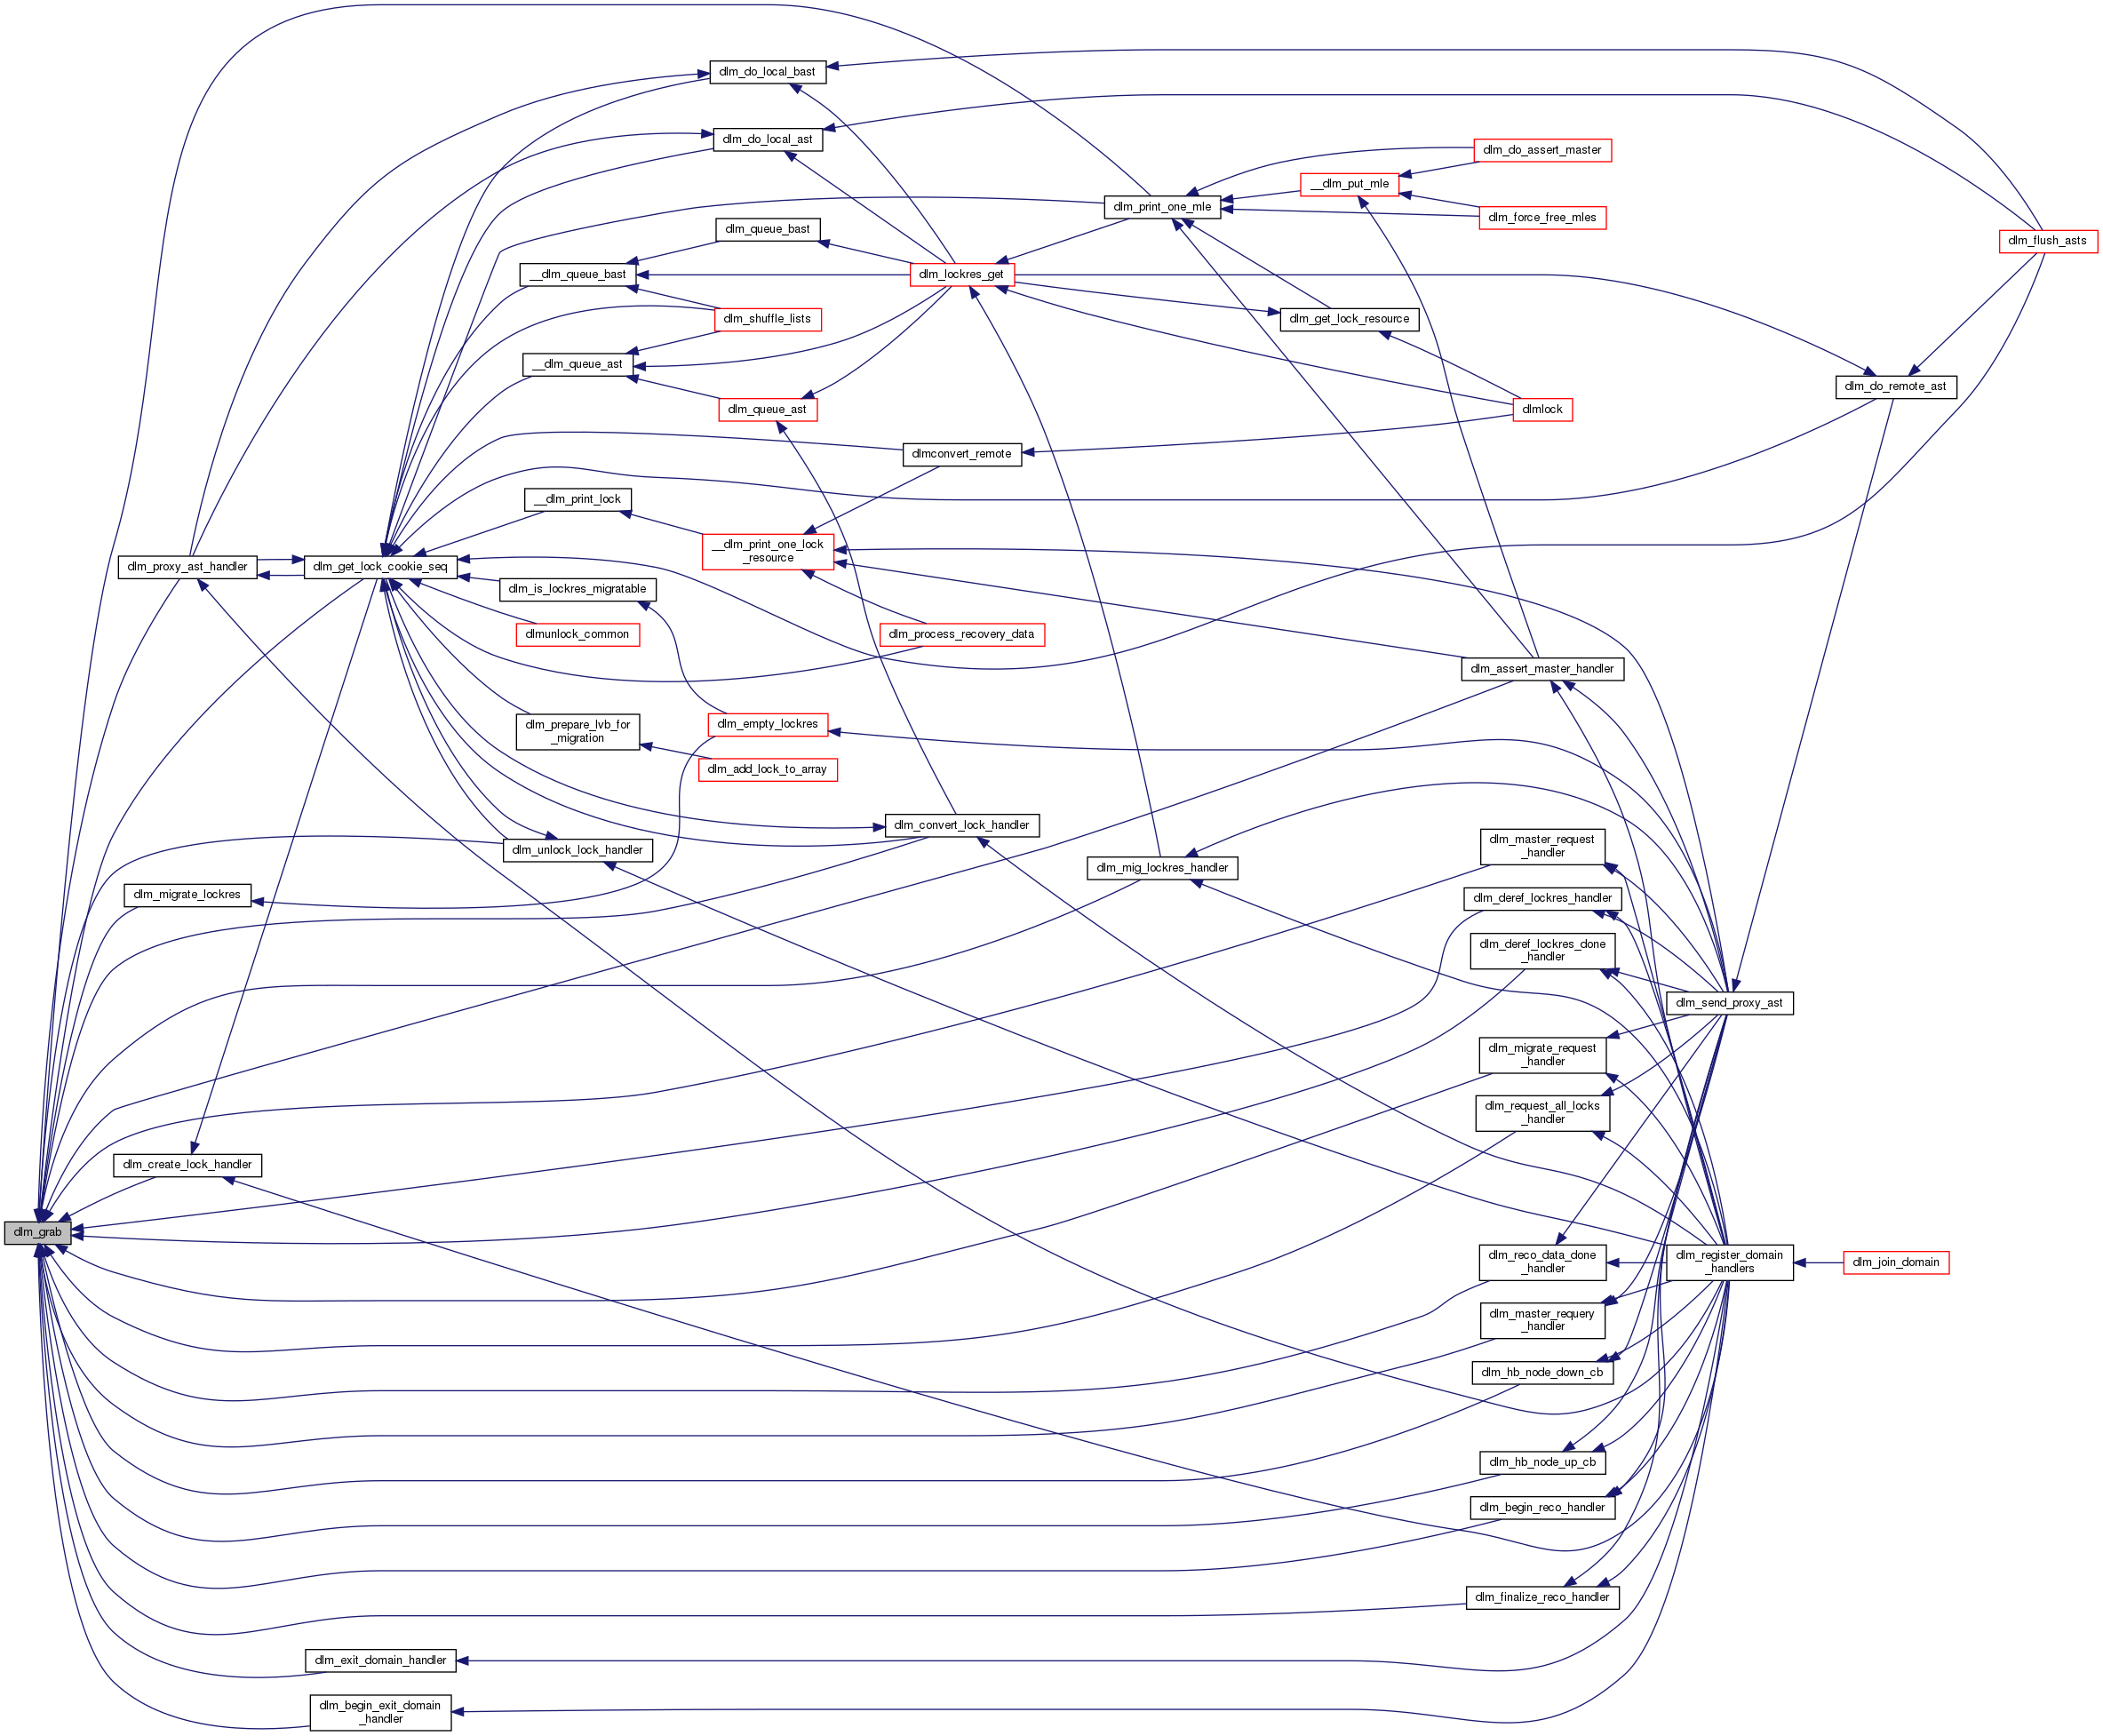 dlm_do_local_bast
dlm_do_local_ast
dlm_do_assert_master
__dlm_put_mle
dlm_print_one_mle
dlm_force_free_mles
dlm_queue_bast
dlm_flush_asts
__dlm_queue_bast
dlm_lockres_get
dlm_shuffle_lists
dlm_get_lock_resource
__dlm_queue_ast
dlm_do_remote_ast
dlm_queue_ast
dlmlock
dlmconvert_remote
__dlm_print_lock
__dlm_print_one_lock
_resource
dlm_proxy_ast_handler
dlm_get_lock_cookie_seq
dlm_is_lockres_migratable
dlmunlock_common
dlm_process_recovery_data
dlm_assert_master_handler
dlm_prepare_lvb_for
_migration
dlm_empty_lockres
dlm_add_lock_to_array
dlm_convert_lock_handler
dlm_unlock_lock_handler
dlm_master_request
_handler
dlm_mig_lockres_handler
dlm_migrate_lockres
dlm_deref_lockres_handler
dlm_deref_lockres_done
_handler
dlm_send_proxy_ast
dlm_migrate_request
_handler
dlm_request_all_locks
_handler
dlm_create_lock_handler
dlm_grab
dlm_reco_data_done
_handler
dlm_register_domain
_handlers
dlm_join_domain
dlm_master_requery
_handler
dlm_hb_node_down_cb
dlm_hb_node_up_cb
dlm_begin_reco_handler
dlm_finalize_reco_handler
dlm_exit_domain_handler
dlm_begin_exit_domain
_handler